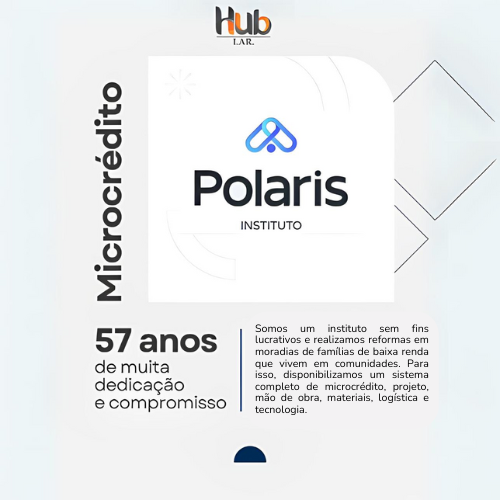 Hub
LAR.
Microcrédito
Polaris
INSTITUTO
57 anos
de muita
dedicação
e compromisso
Somos um instituto sem fins
lucrativos e realizamos reformas em
moradias de famílias de baixa renda
que vivem em comunidades. Para
isso, disponibilizamos um sistema
completo de microcrédito, projeto,
mão de obra, materiais, logística e
tecnologia.